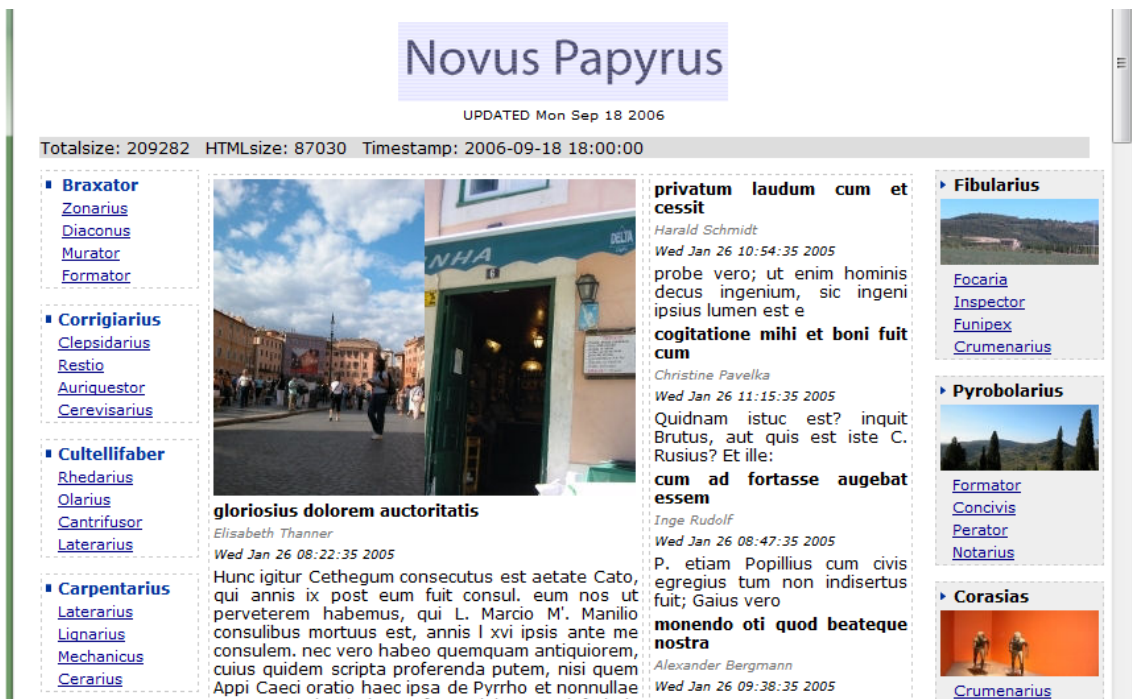 Novus Papyrus
UPDATED Mon Sep 18 2006
Totalsize: 209282 HTMLsize: 87030 Timestamp: 2006-09-18 18:00:00
Braxator
Zonarius
Diaconus
Murator
Formator
Corrigiarius
Clepsidarius
Restio
Auriquestor
Cerevisarius
Cultellifaber
Rhedarius
Olarius
Cantrifusor
Laterarius
Carpentarius
Laterarius
Lignarius
Mechanicus
Cerarius
NHA
DELTA
6
gloriosius dolorem auctoritatis
Elisabeth Thanner
Wed Jan 26 08:22:35 2005
Hunc igitur Cethegum consecutus est aetate Cato,
qui annis ix post eum fuit consul. eum nos ut
perveterem habemus, qui L. Marcio M'. Manilio
consulibus mortuus est, annis l xvi ipsis ante me
consulem. nec vero habeo quemquam antiquiorem,
cuius quidem scripta proferenda putem, nisi quem
Appi Caeci oratio haec ipsa de Pyrrho et nonnullae
privatum laudum cum et
cessit
Harald Schmidt
Wed Jan 26 10:54:35 2005
probe vero; ut enim hominis
decus ingenium, sic ingeni
ipsius lumen est e
cogitatione mihi et boni fuit
cum
Christine Pavelka
Wed Jan 26 11:15:35 2005
Quidnam istuc est? inquit
Brutus, aut quis est iste C.
Rusius? Et ille:
cum ad fortasse augebat
essem
Inge Rudolf
Wed Jan 26 08:47:35 2005
P. etiam Popillius cum civis
egregius tum non indisertus
fuit; Gaius vero
monendo oti quod beateque
nostra
Alexander Bergmann
Wed Jan 26 09:38:35 2005
Fibularius
Focaria
Inspector
Funipex
Crumenarius
Pyrobolarius
Formator
Concivis
Perator
Notarius
Corasias
Crumenarius